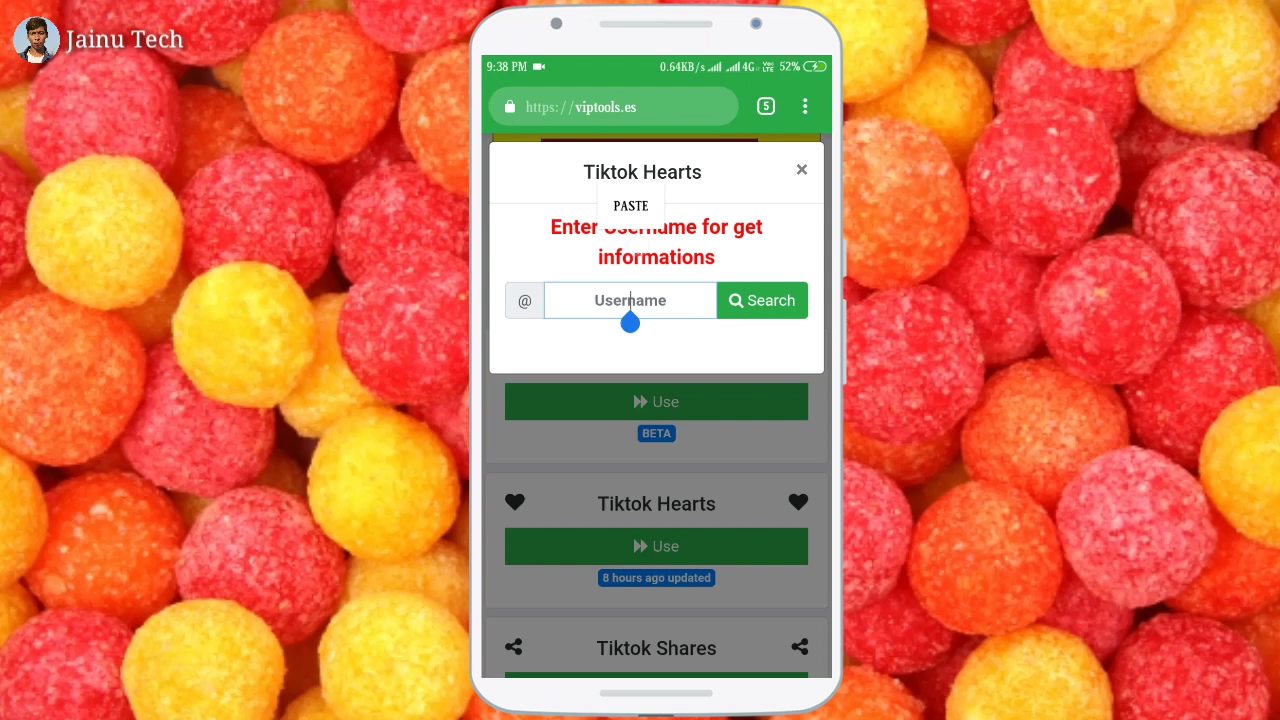 Jainu Tech
9:38 PM
0.64KB/s 4G VoLTE 52%
https://viptools.es
5
Tiktok Hearts ×
PASTE
Enter Username for get
informations
@ Username Search
Use
BETA
Tiktok Hearts
Use
8 hours ago updated
Tiktok Shares